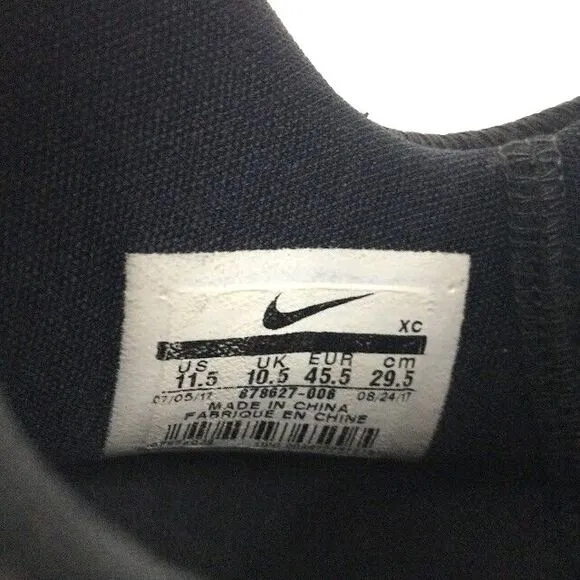 XC
US UK EUR cm
11.5 10.5 45.5 29.5
07/05/17 878627-008 08/24/17
MADE IN CHINA
FABRIQUE EN CHINE